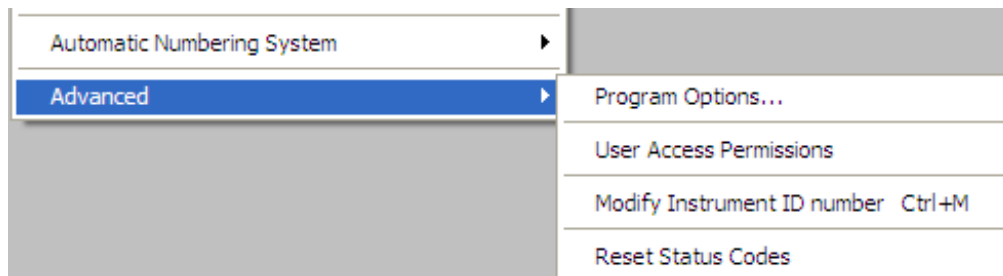 Automatic Numbering System
Advanced
Program Options...
User Access Permissions
Modify Instrument ID number Ctrl+M
Reset Status Codes